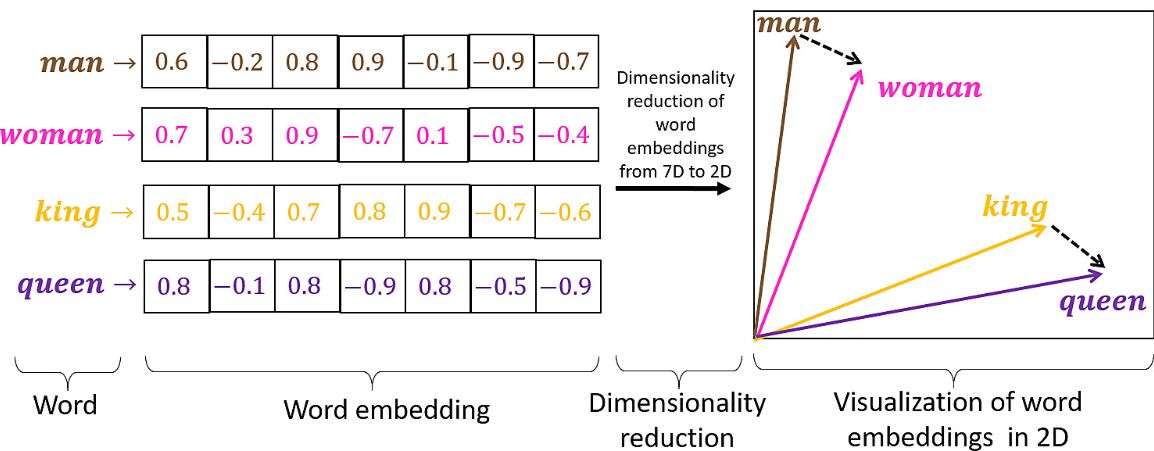 man → 0.6 −0.2 0.8 0.9 −0.1 −0.9 −0.7
woman → 0.7 0.3 0.9 −0.7 0.1 −0.5 −0.4
king → 0.5 −0.4 0.7 0.8 0.9 −0.7 −0.6
queen → 0.8 −0.1 0.8 −0.9 0.8 −0.5 −0.9
Dimensionality
reduction of
word
embeddings
from 7D to 2D
man
woman
king
queen
Word
Word embedding
Dimensionality
reduction
Visualization of word
embeddings in 2D